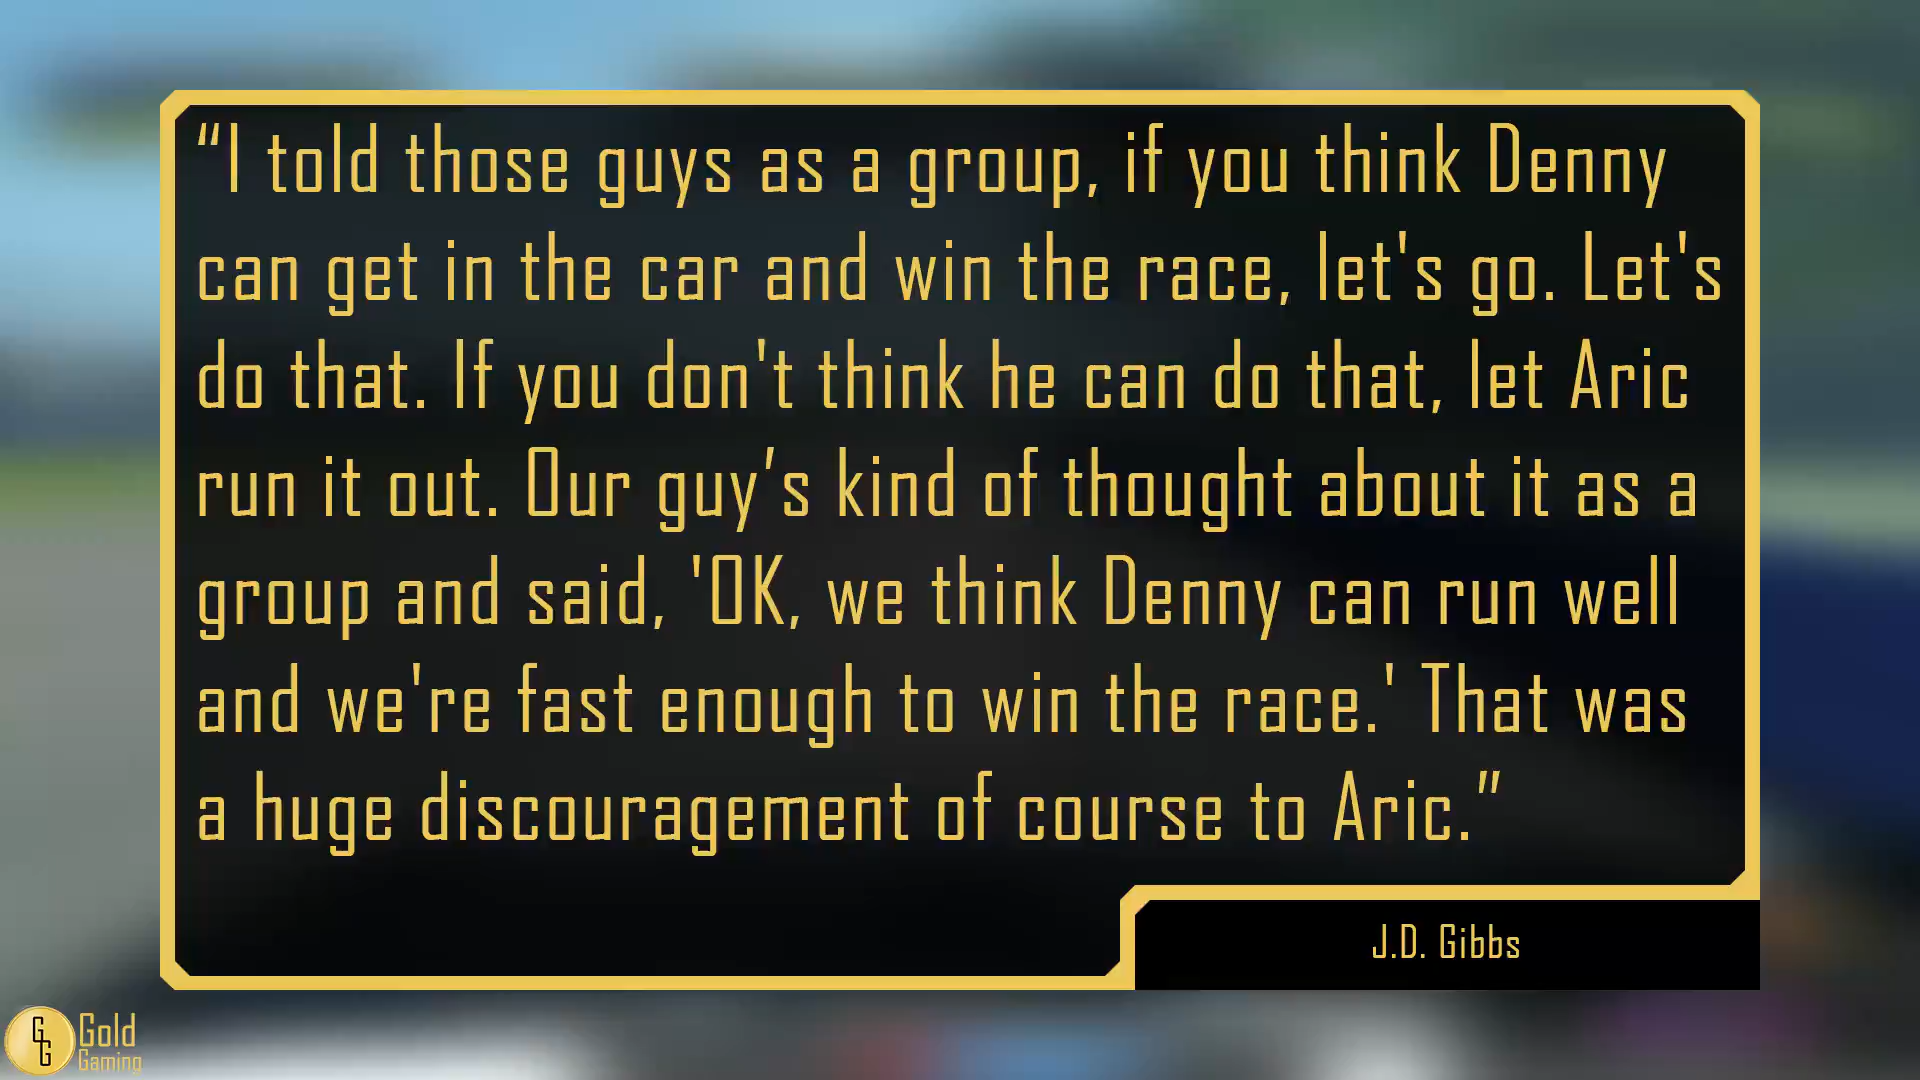 “I told those guys as a group, if you think Denny
can get in the car and win the race, let's go. Let's
do that. If you don't think he can do that, let Aric
run it out. Our guy’s kind of thought about it as a
group and said, 'OK, we think Denny can run well
and we're fast enough to win the race.' That was
a huge discouragement of course to Aric.”
J.D. Gibbs
GG
Gold
Gaming